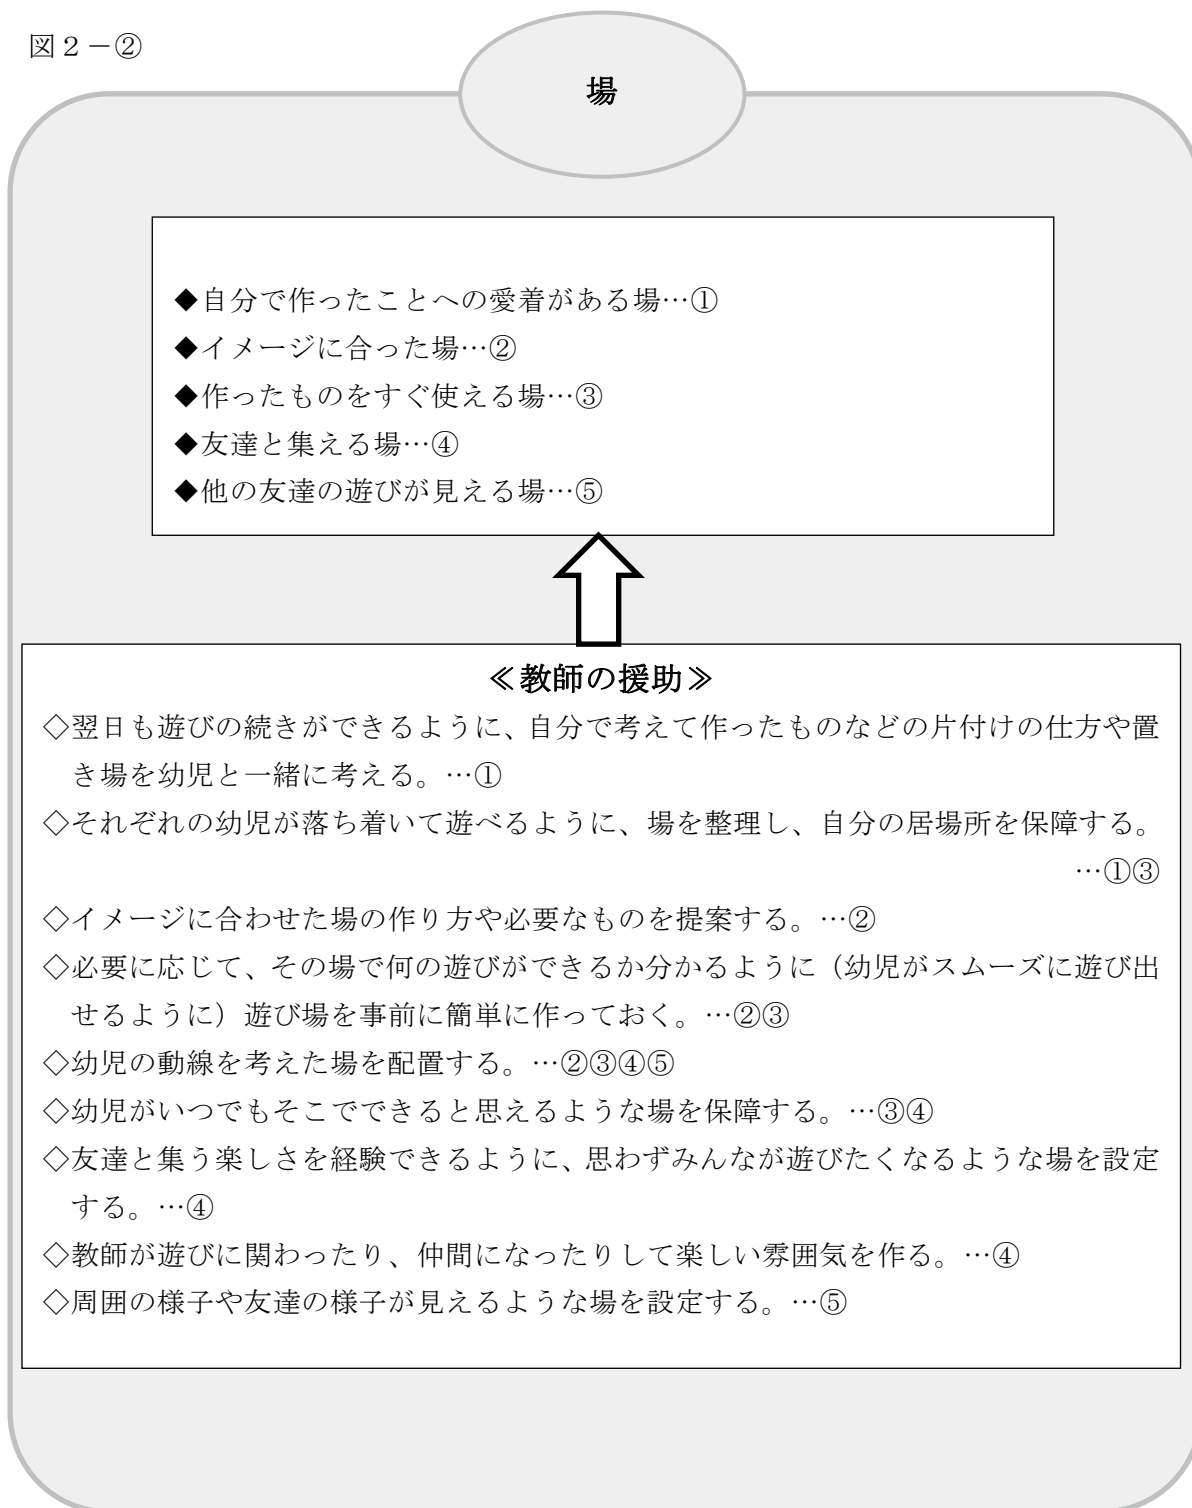 図2－②
場
◆自分で作ったことへの愛着がある場…①
◆イメージに合った場…②
◆作ったものをすぐ使える場…③
◆友達と集える場…④
◆他の友達の遊びが見える場…⑤
≪教師の援助≫
◇翌日も遊びの続きができるように、自分で考えて作ったものなどの片付けの仕方や置
き場を幼児と一緒に考える。…①
◇それぞれの幼児が落ち着いて遊べるように、場を整理し、自分の居場所を保障する。
…①③
◇イメージに合わせた場の作り方や必要なものを提案する。…②
◇必要に応じて、その場で何の遊びができるか分かるように（幼児がスムーズに遊び出
せるように）遊び場を事前に簡単に作っておく。…②③
◇幼児の動線を考えた場を配置する。…②③④⑤
◇幼児がいつでもそこでできると思えるような場を保障する。…③④
◇友達と集う楽しさを経験できるように、思わずみんなが遊びたくなるような場を設定
する。…④
◇教師が遊びに関わったり、仲間になったりして楽しい雰囲気を作る。…④
◇周囲の様子や友達の様子が見えるような場を設定する。…⑤